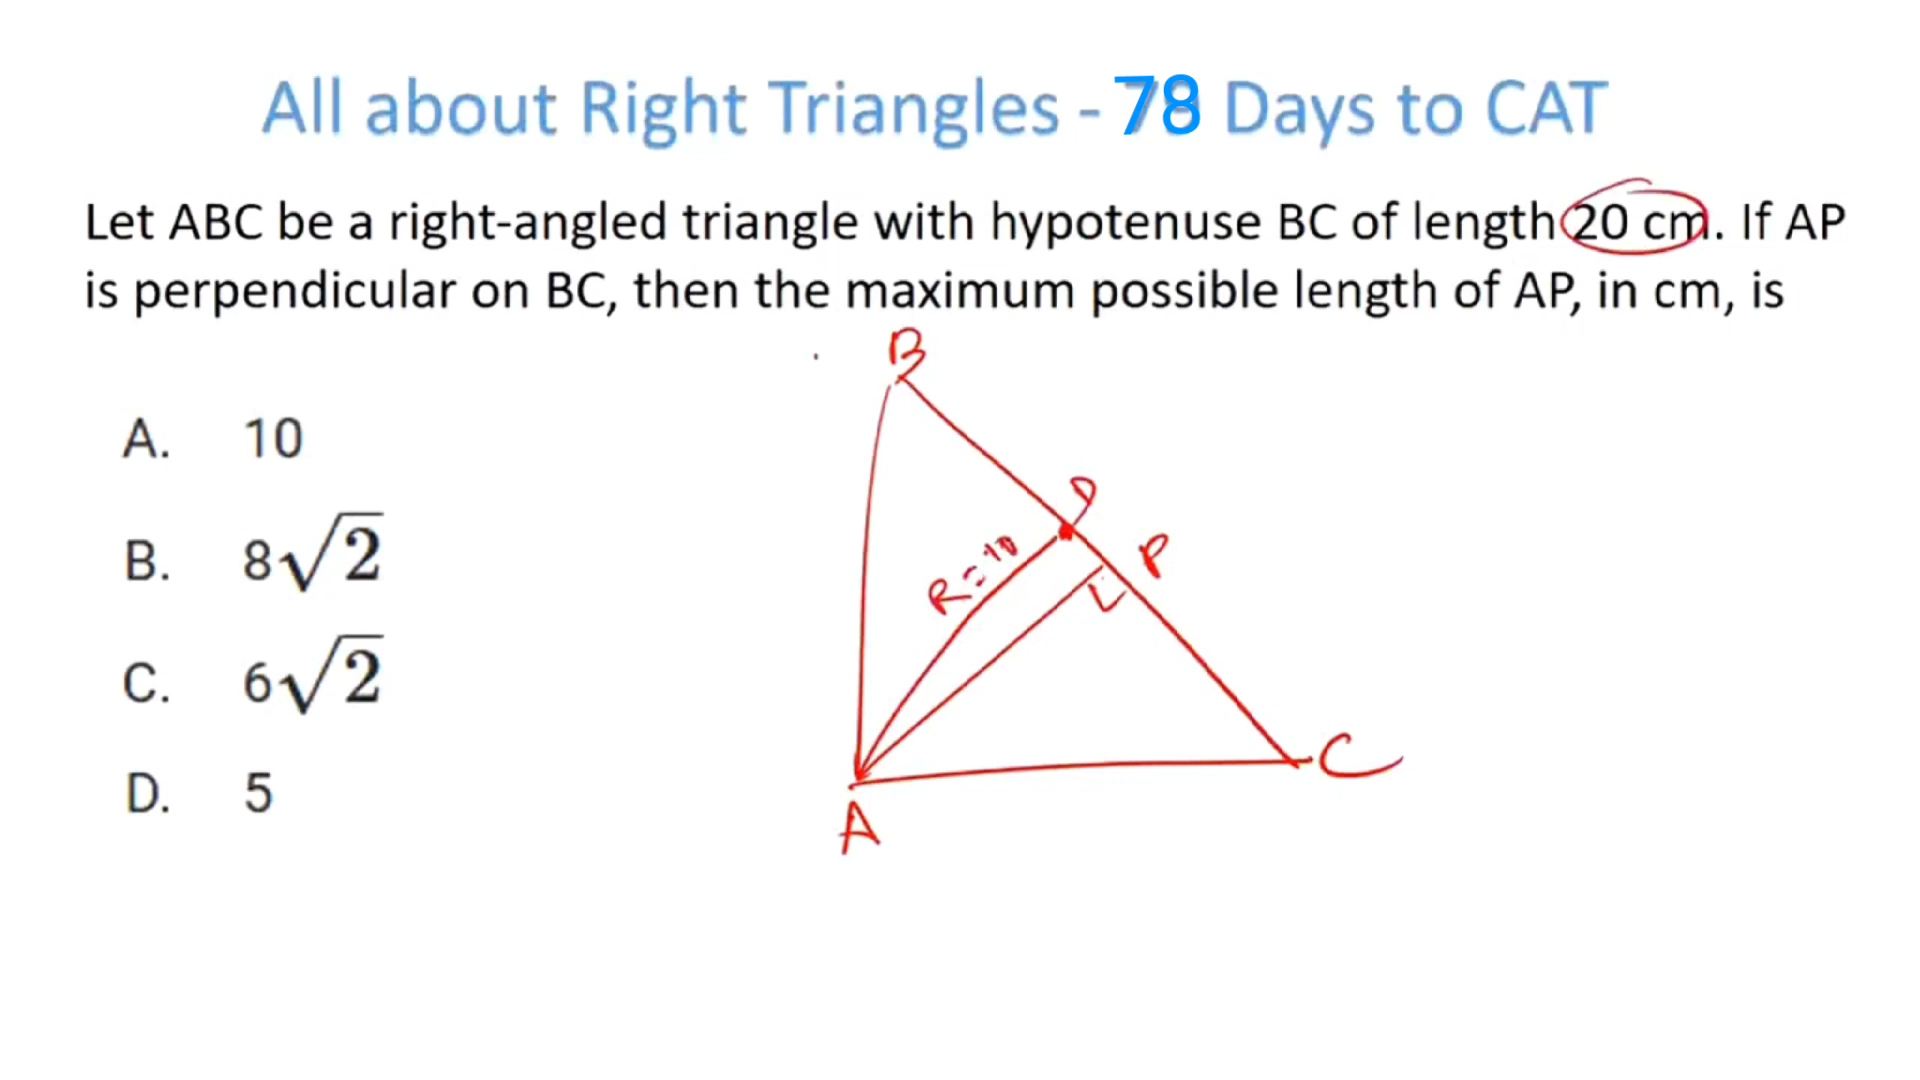 All about Right Triangles - 78 Days to CAT
Let ABC be a right-angled triangle with hypotenuse BC of length 20 cm. If AP
is perpendicular on BC, then the maximum possible length of AP, in cm, is
B
A. 10
D
R=10
P
B. 8√2
C. 6√2
C
D. 5
A